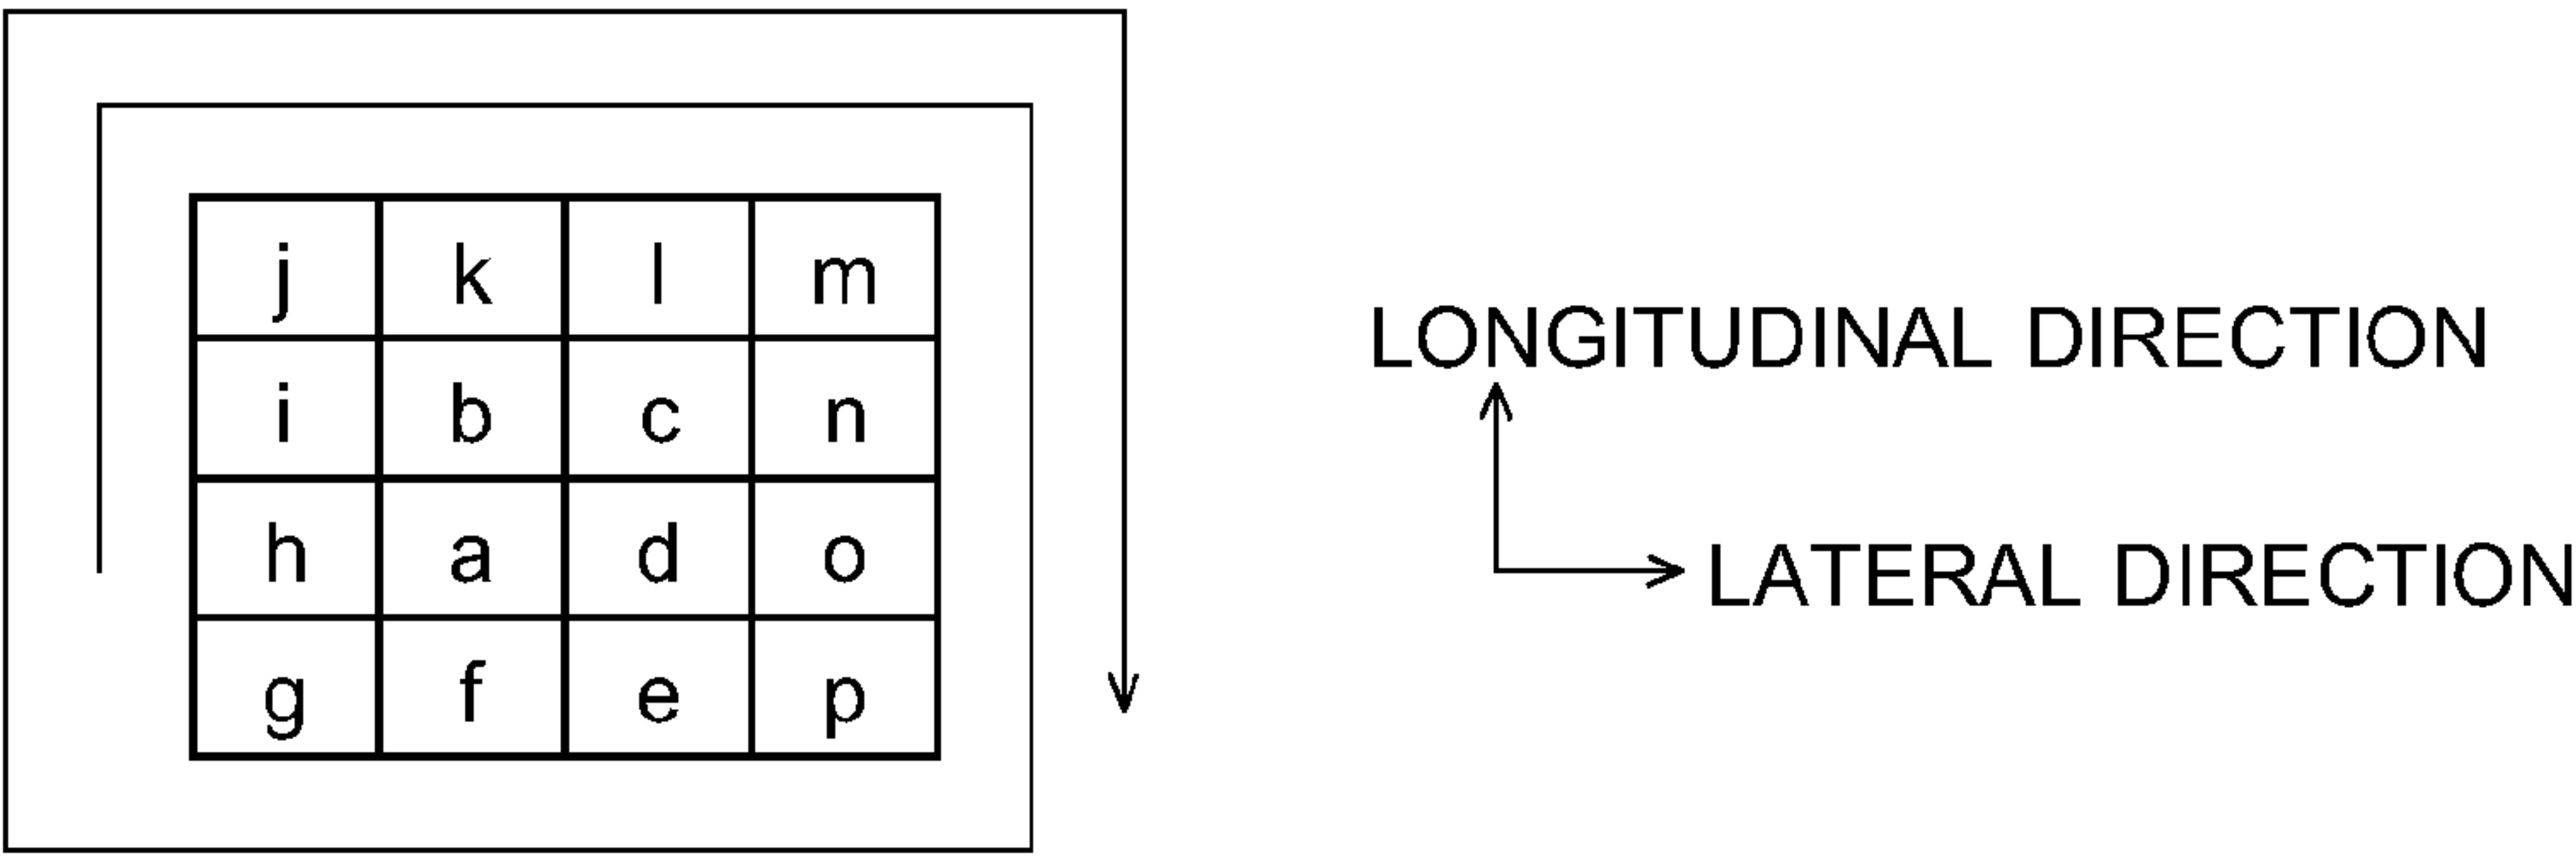 j k l m
i b c n
h a d o
g f e p
LONGITUDINAL DIRECTION
LATERAL DIRECTION